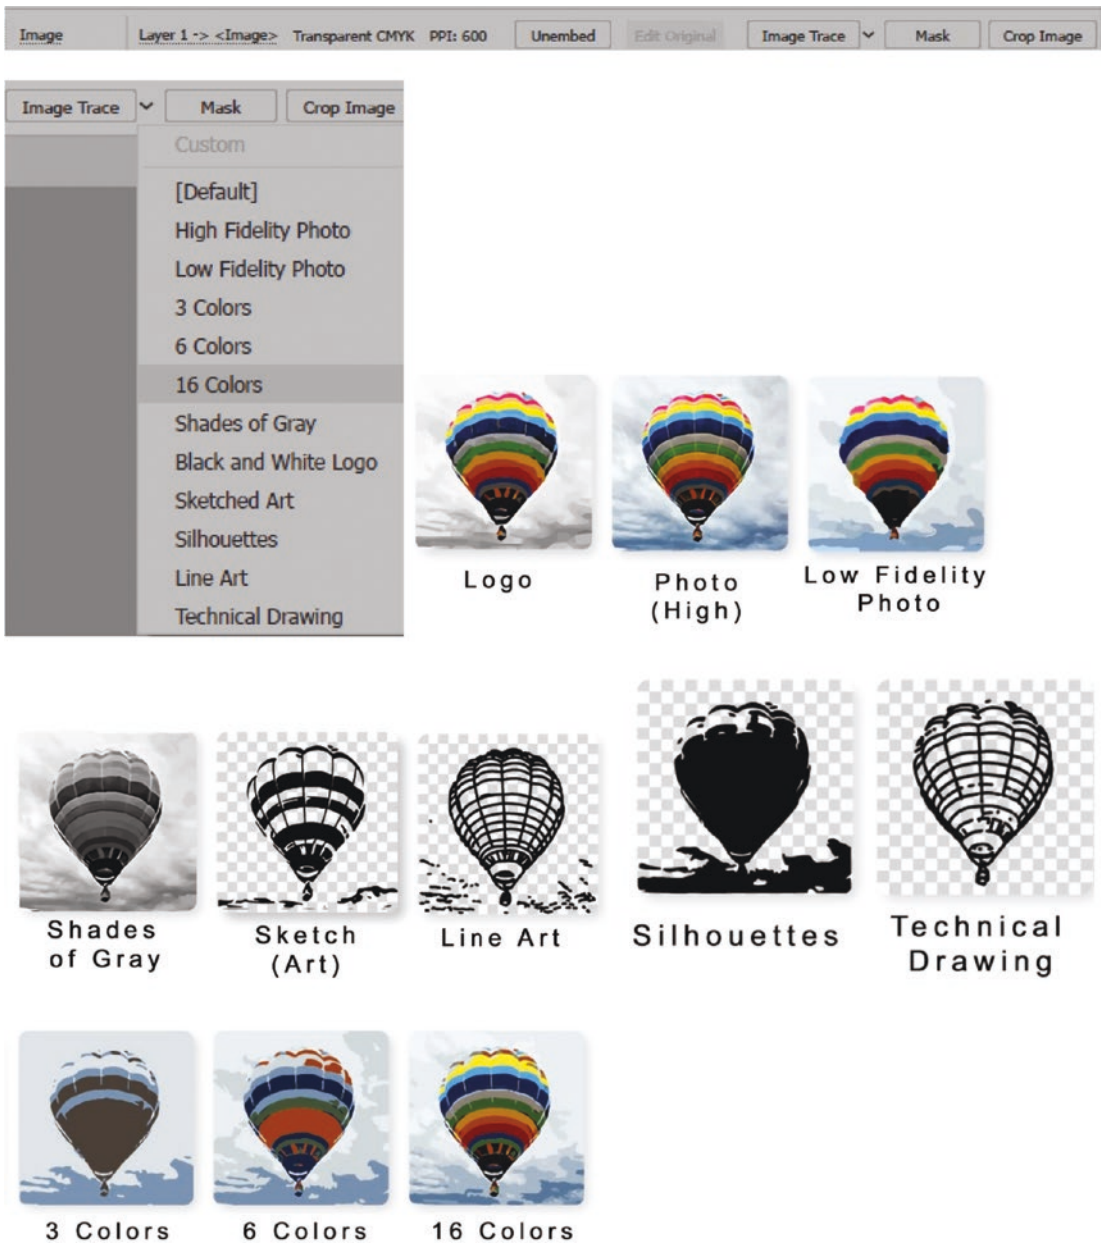 Image Layer 1 -> <Image> Transparent CMYK PPI: 600 Unembed Edit Original Image Trace Mask Crop Image
Image Trace Mask Crop Image
Custom
[Default]
High Fidelity Photo
Low Fidelity Photo
3 Colors
6 Colors
16 Colors
Shades of Gray
Black and White Logo
Sketched Art
Silhouettes
Line Art
Technical Drawing
Logo
Photo
(High)
Low Fidelity
Photo
Shades
of Gray
Sketch
(Art)
Line Art
Silhouettes
Technical
Drawing
3 Colors
6 Colors
16 Colors